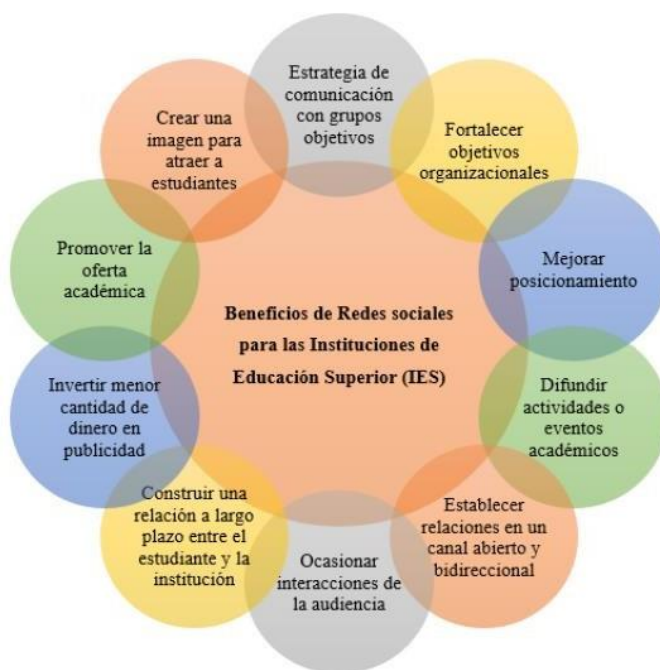 Estrategia de
comunicación
con grupos
objetivos
Fortalecer
objetivos
organizacionales
Mejorar
posicionamiento
Difundir
actividades o
eventos
académicos
Establecer
relaciones en un
canal abierto y
bidireccional
Ocasionar
interacciones de
la audiencia
Construir una
relación a largo
plazo entre el
estudiante y la
institución
Invertir menor
cantidad de
dinero en
publicidad
Promover la
oferta
académica
Crear una
imagen para
atraer a
estudiantes
Beneficios de Redes sociales
para las Instituciones de
Educación Superior (IES)